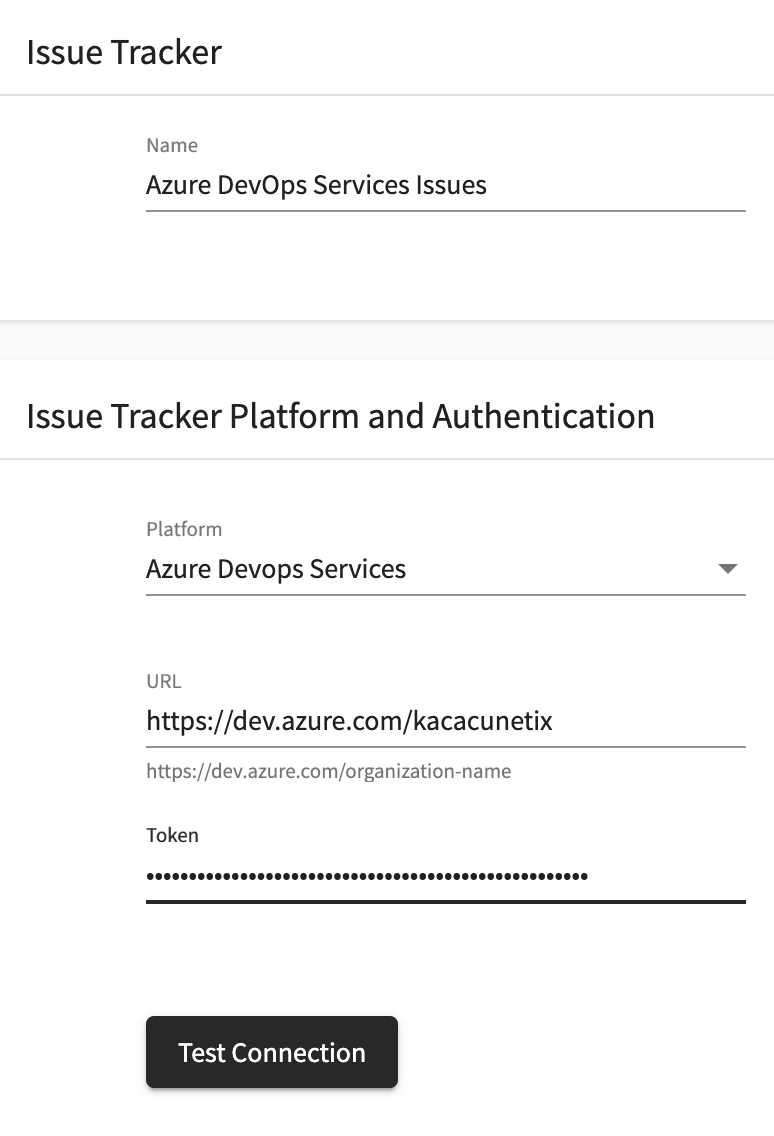 Issue Tracker
Name
Azure DevOps Services Issues
Issue Tracker Platform and Authentication
Platform
Azure Devops Services
URL
https://dev.azure.com/kacacunetix
https://dev.azure.com/organization-name
Token
••••••••••••••••••••••••••••••••••••••••••••••••••••
Test Connection